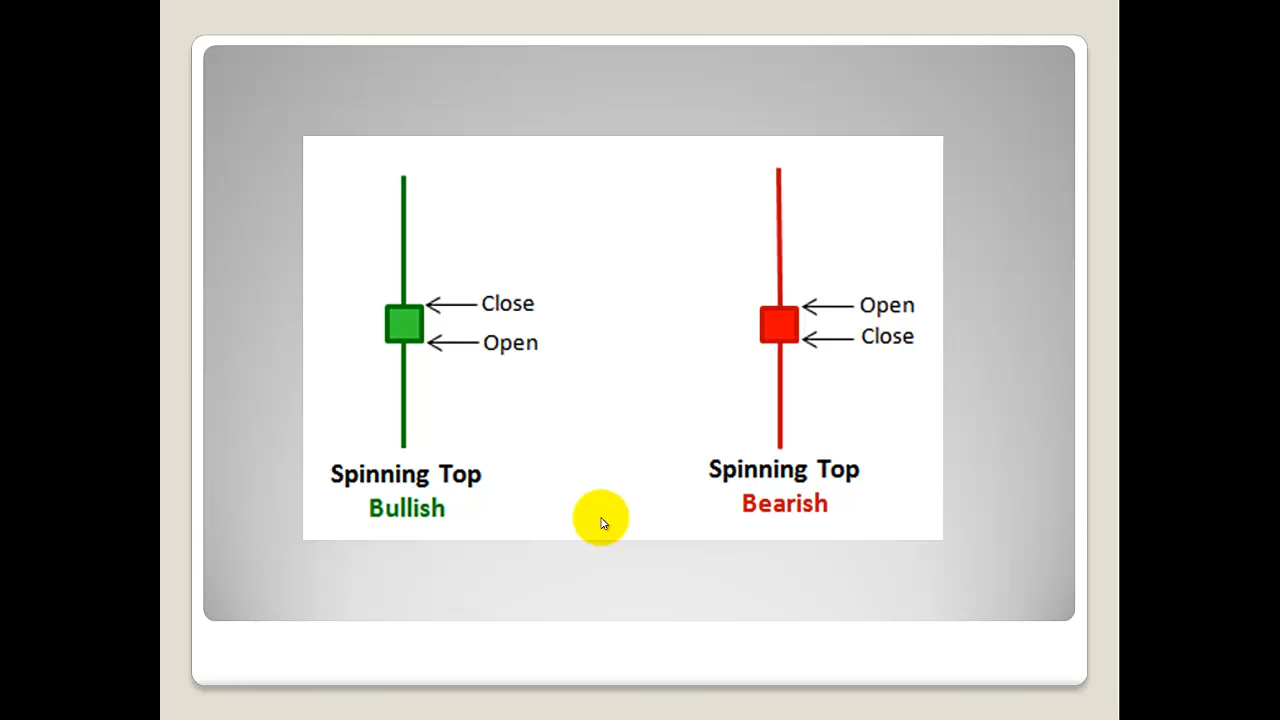 Close
Open
Spinning Top
Bullish
Open
Close
Spinning Top
Bearish